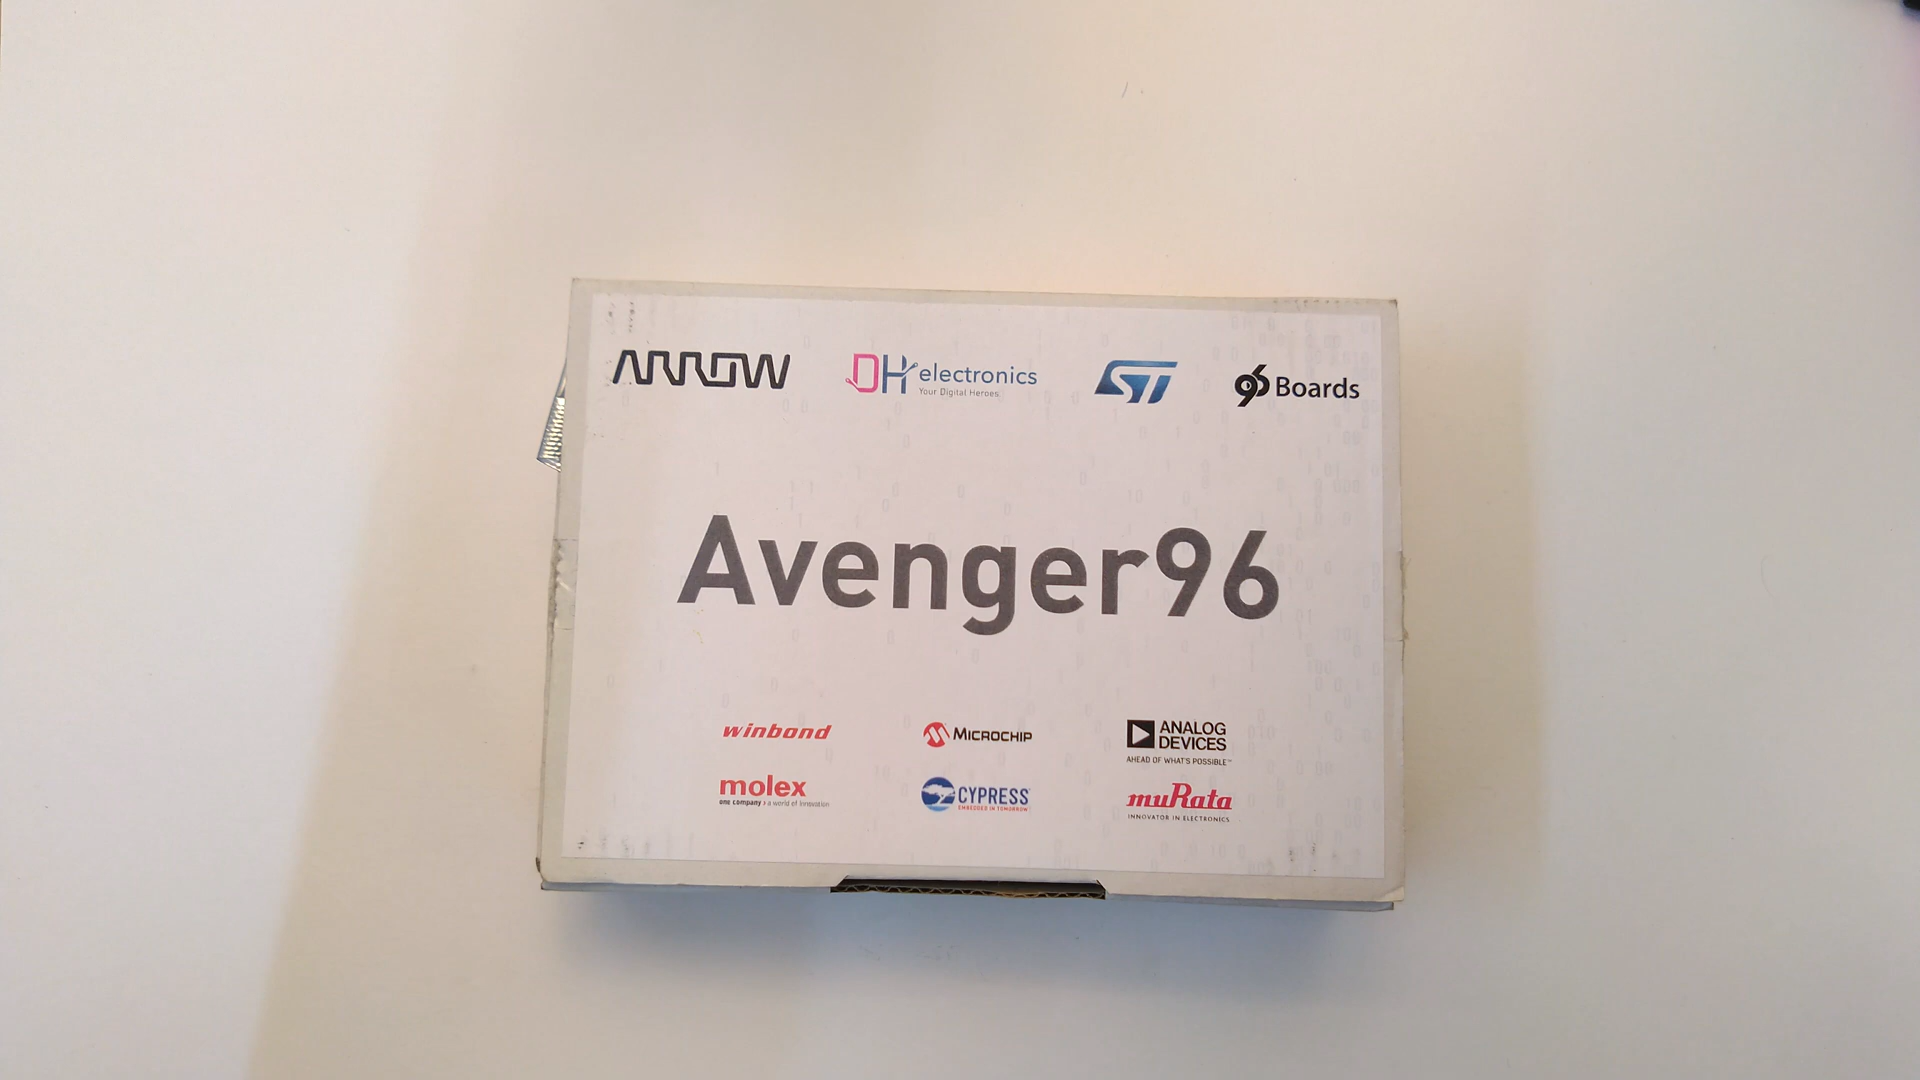 ARROW
DH electronics
Your Digital Heroes
ST
96 Boards
Avenger96
winbond
MICROCHIP
ANALOG DEVICES
AHEAD OF WHAT'S POSSIBLE™
molex
one company › a world of innovation
CYPRESS
EMBEDDED IN TOMORROW
muRata
INNOVATOR IN ELECTRONICS